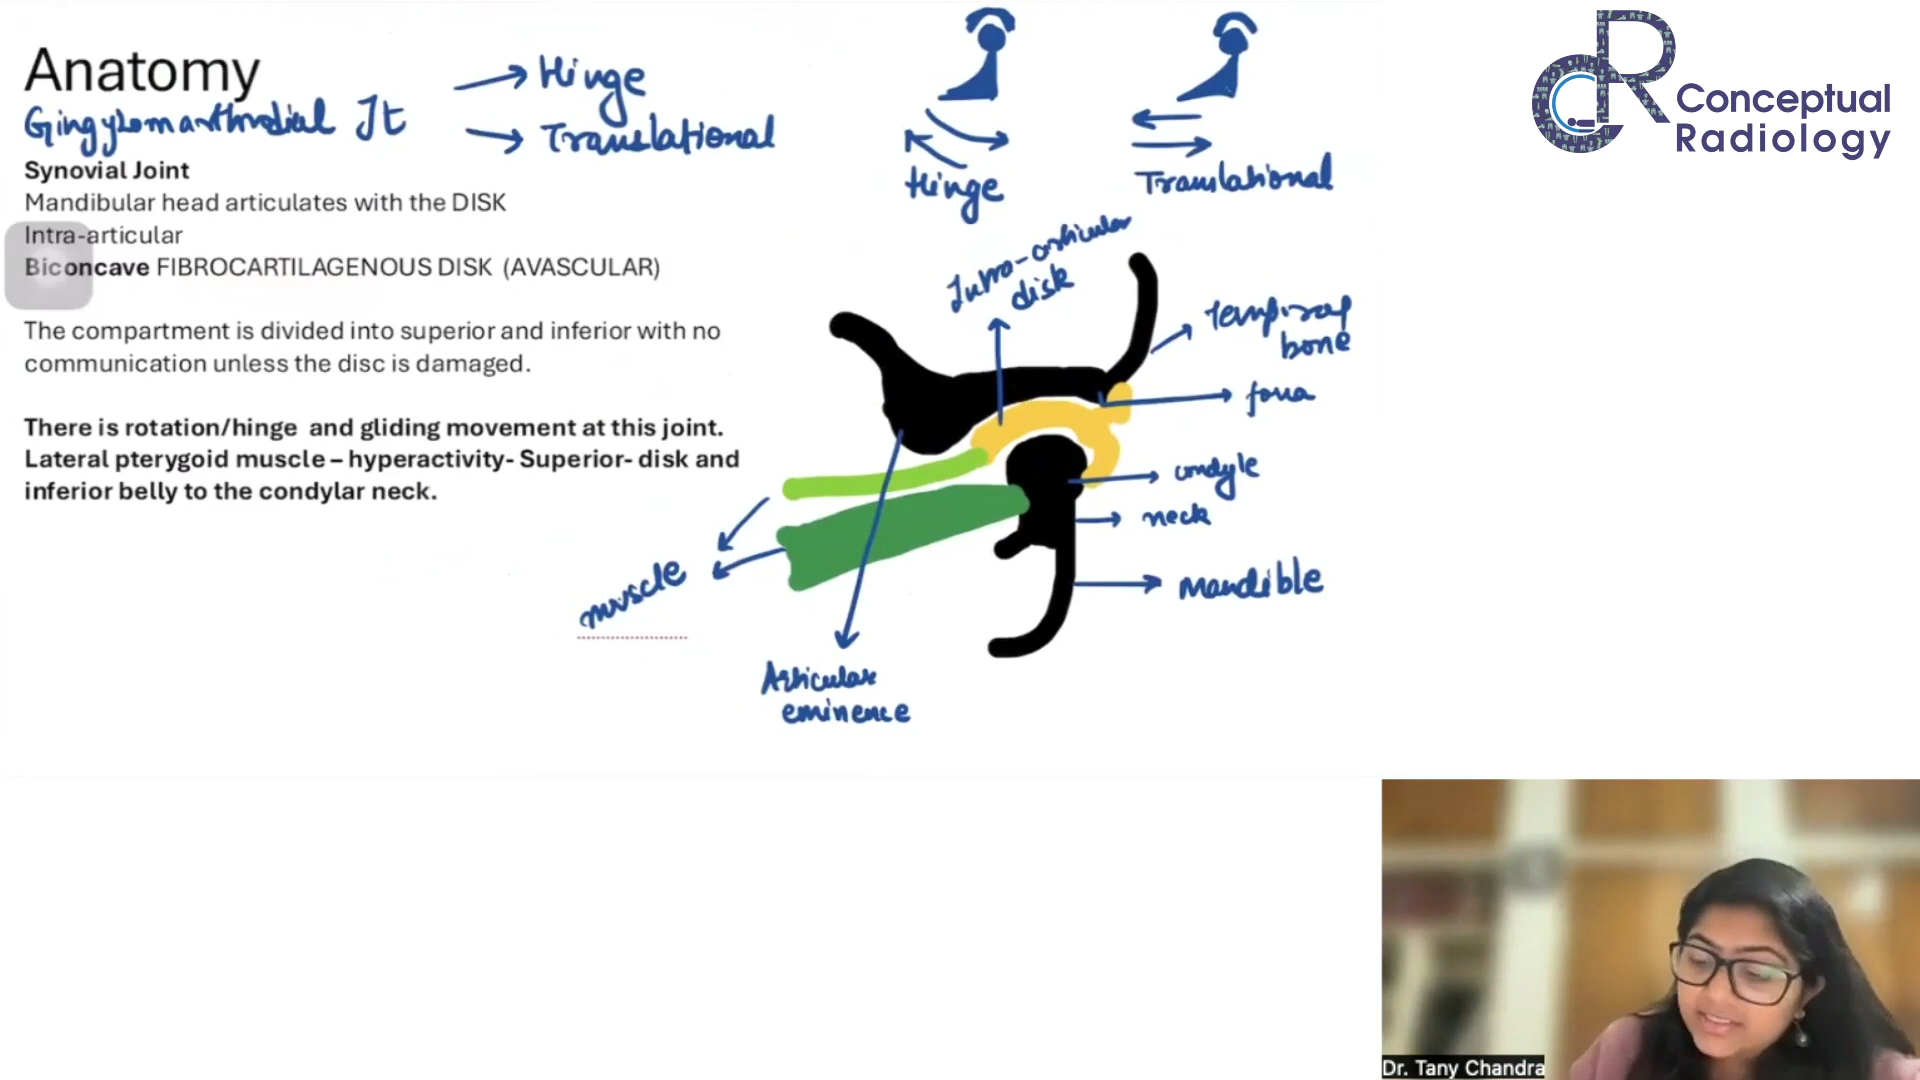 Anatomy
Gingylomarthrodial Jt
→ Hinge
→ Translational
Synovial Joint
Mandibular head articulates with the DISK
Intra-articular
Biconcave FIBROCARTILAGENOUS DISK (AVASCULAR)
The compartment is divided into superior and inferior with no
communication unless the disc is damaged.
There is rotation/hinge and gliding movement at this joint.
Lateral pterygoid muscle – hyperactivity- Superior- disk and
inferior belly to the condylar neck.
Hinge
Translational
Intra-articular
disk
Temporal
bone
fossa
condyle
neck
Mandible
muscle
Articular
eminence
Conceptual
Radiology
Dr. Tany Chandra